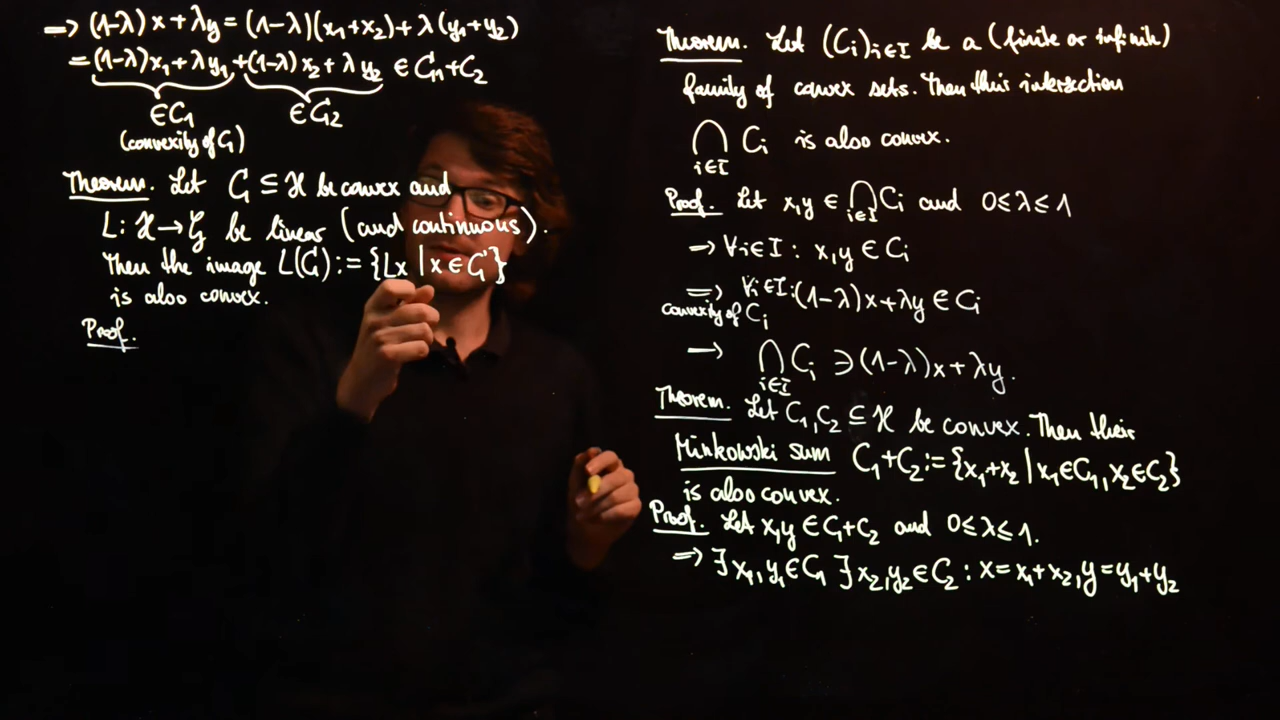 → (1-λ)x + λy = (1-λ)(x₁+x₂) + λ(y₁+y₂)
= (1-λ)x₁ + λy₁ + (1-λ)x₂ + λy₂ ∈ C₁+C₂
∈C₁ ∈C₂
(convexity of C₁)
Theorem. Let C ⊆ ℋ be convex and
L: ℋ → 𝒢 be linear (and continuous).
Then the image L(C) := {Lx | x ∈ C}
is also convex.
Proof.
Theorem. Let (Cᵢ)ᵢ∈I be a (finite or infinite)
family of convex sets. Then their intersection
⋂ Cᵢ is also convex.
i∈I
Proof. Let x,y ∈ ⋂ᵢ∈I Cᵢ and 0≤λ≤1
→ ∀i∈I : x,y ∈ Cᵢ
⇒ ∀i∈I: (1-λ)x+λy ∈ Cᵢ
convexity of Cᵢ
→ ⋂ Cᵢ ∋ (1-λ)x + λy.
i∈I
Theorem. Let C₁,C₂ ⊆ ℋ be convex. Then their
Minkowski sum C₁+C₂ := {x₁+x₂ | x₁∈C₁, x₂∈C₂}
is also convex.
Proof. Let x,y ∈ C₁+C₂ and 0≤λ≤1.
⇒ ∃ x₁,y₁∈C₁ ∃ x₂,y₂∈C₂ : x=x₁+x₂, y=y₁+y₂